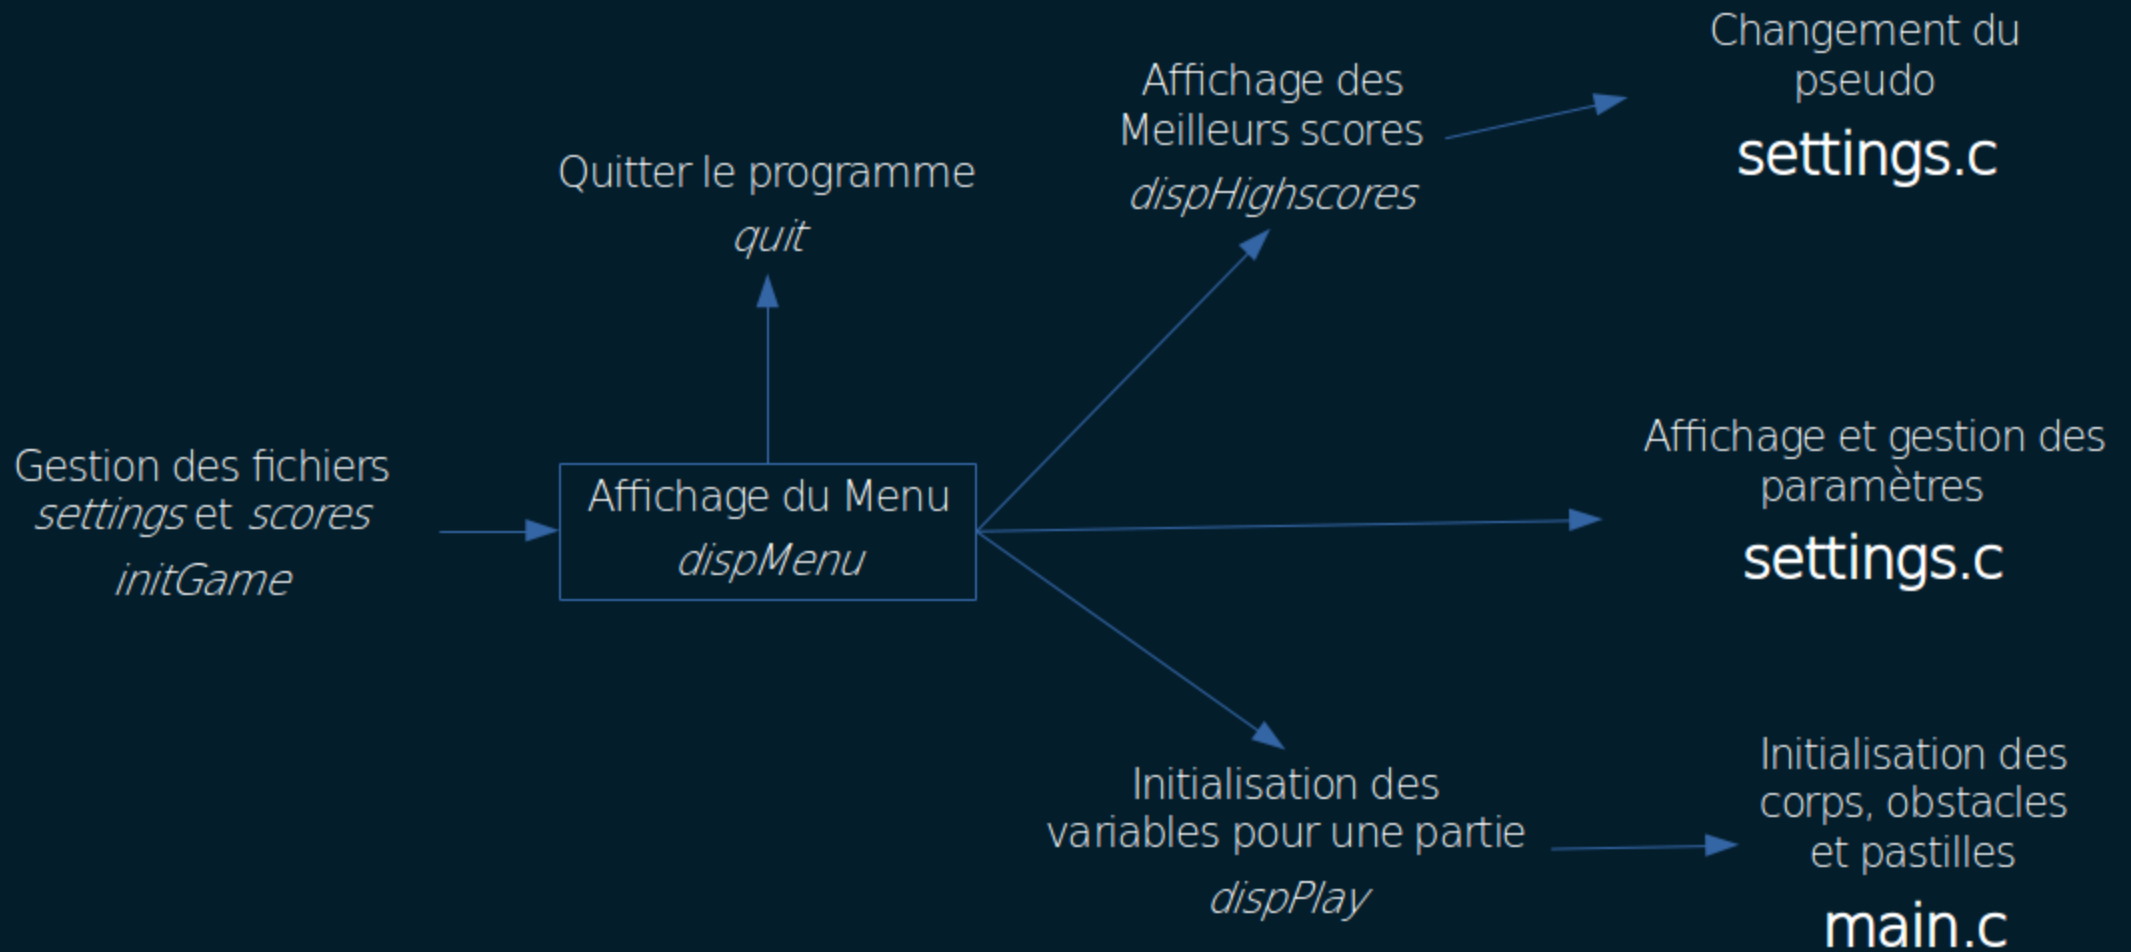 Changement du
pseudo
settings.c
Affichage des
Meilleurs scores
dispHighscores
Quitter le programme
quit
Gestion des fichiers
settings et scores
initGame
Affichage du Menu
dispMenu
Affichage et gestion des
paramètres
settings.c
Initialisation des
variables pour une partie
dispPlay
Initialisation des
corps, obstacles
et pastilles
main.c